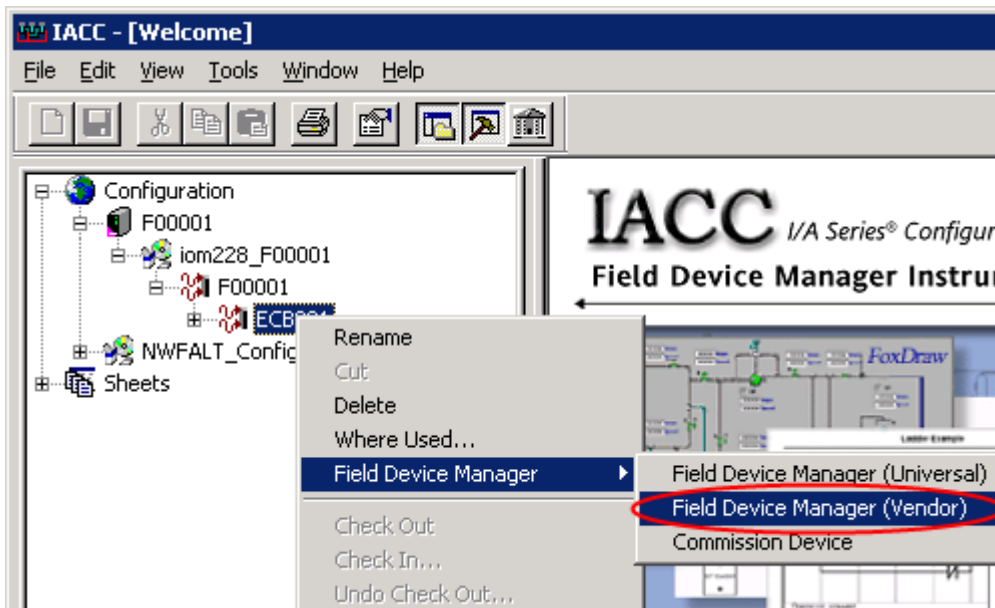 IACC - [Welcome]
File Edit View Tools Window Help
Configuration
F00001
iom228_F00001
F00001
NWFALT_Config
Sheets
IACC I/A Series® Configur
Field Device Manager Instru
FoxDraw
Ladder Example
Rename
Cut
Delete
Where Used...
Field Device Manager
Check Out
Check In...
Undo Check Out...
Field Device Manager (Universal)
Field Device Manager (Vendor)
Commission Device